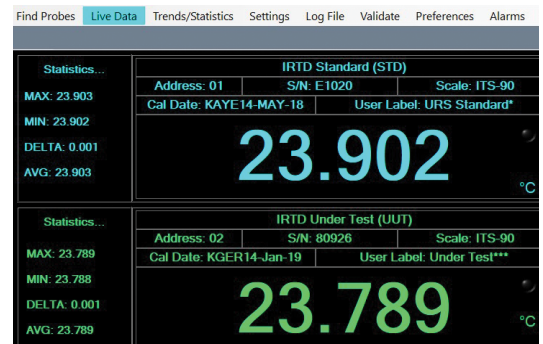 Find Probes Live Data Trends/Statistics Settings Log File Validate Preferences Alarms
Statistics...
MAX: 23.903
MIN: 23.902
DELTA: 0.001
AVG: 23.903
IRTD Standard (STD)
Address: 01 S/N: E1020 Scale: ITS-90
Cal Date: KAYE14-MAY-18 User Label: URS Standard*
23.902 °C
Statistics...
MAX: 23.789
MIN: 23.788
DELTA: 0.001
AVG: 23.789
IRTD Under Test (UUT)
Address: 02 S/N: 80926 Scale: ITS-90
Cal Date: KGER14-Jan-19 User Label: Under Test***
23.789 °C